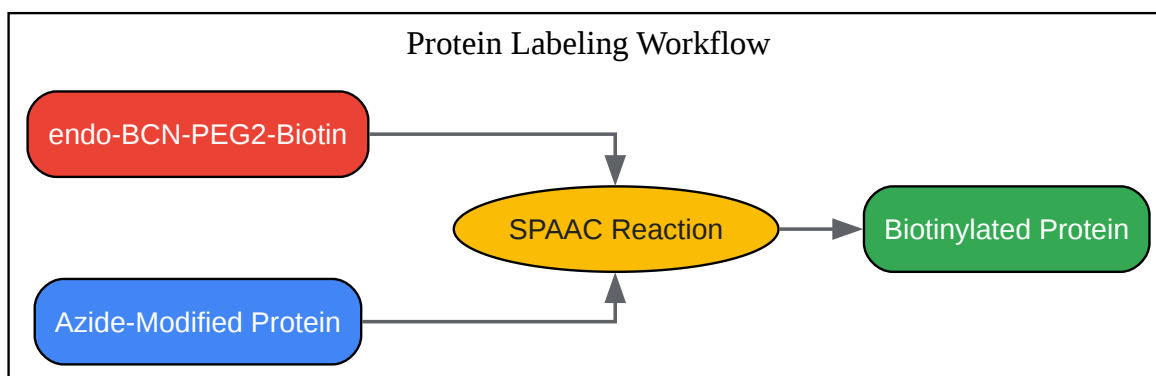 Protein Labeling Workflow
endo-BCN-PEG2-Biotin
SPAAC Reaction
Biotinylated Protein
Azide-Modified Protein